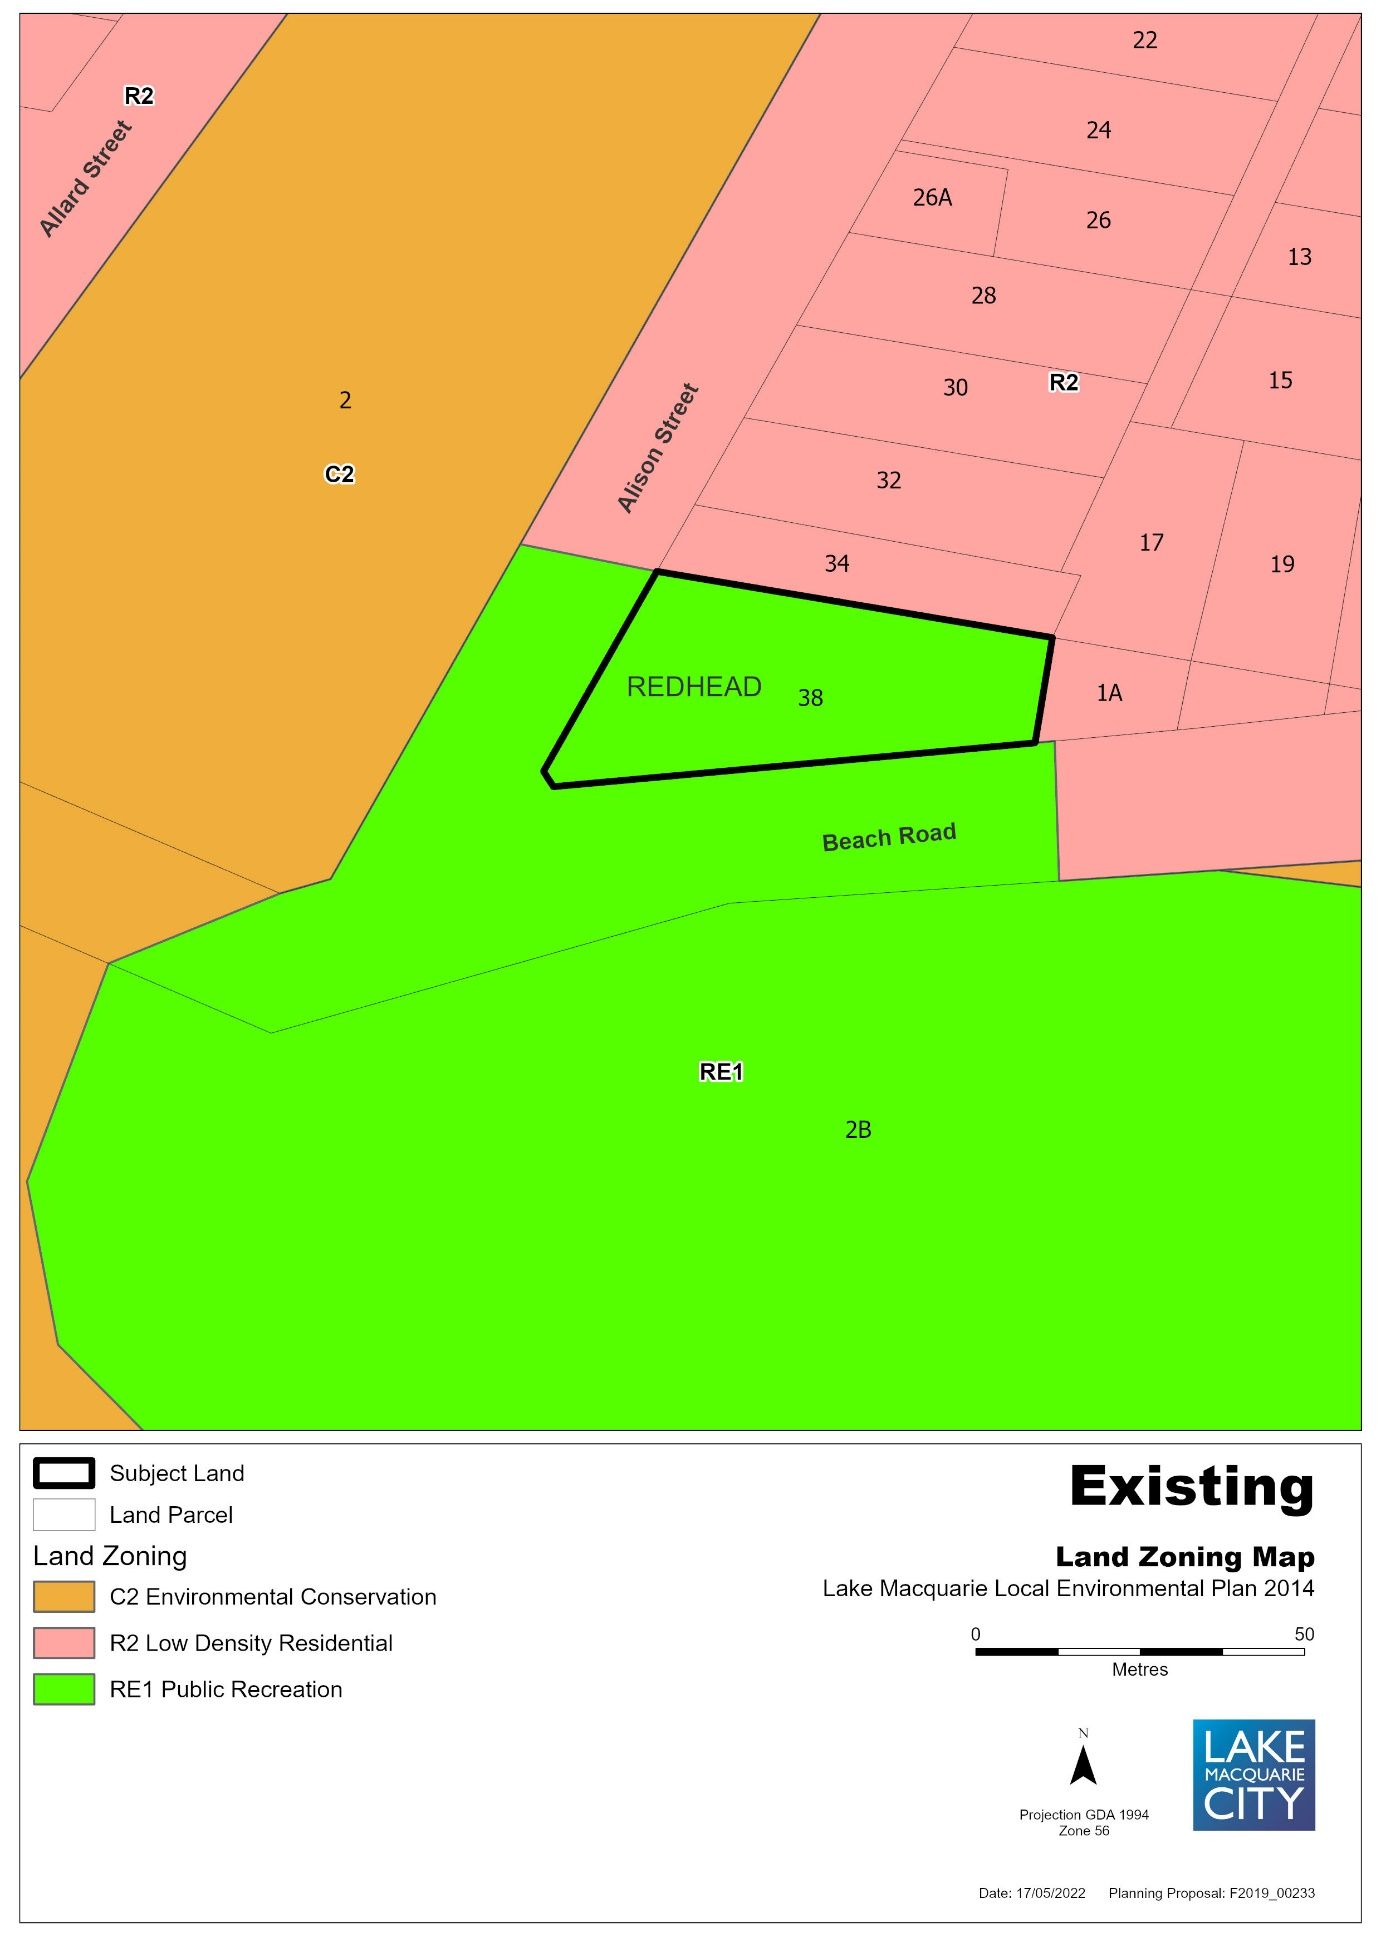 22
R2
24
Allard Street
26A
26
13
28
15
R2
30
2
Alison Street
C2
32
17
34
19
REDHEAD
38
1A
Beach Road
RE1
2B
Subject Land
Land Parcel
Land Zoning
C2 Environmental Conservation
R2 Low Density Residential
RE1 Public Recreation
Existing
Land Zoning Map
Lake Macquarie Local Environmental Plan 2014
0 50
Metres
N
Projection GDA 1994
Zone 56
LAKE
MACQUARIE
CITY
Date: 17/05/2022 Planning Proposal: F2019_00233